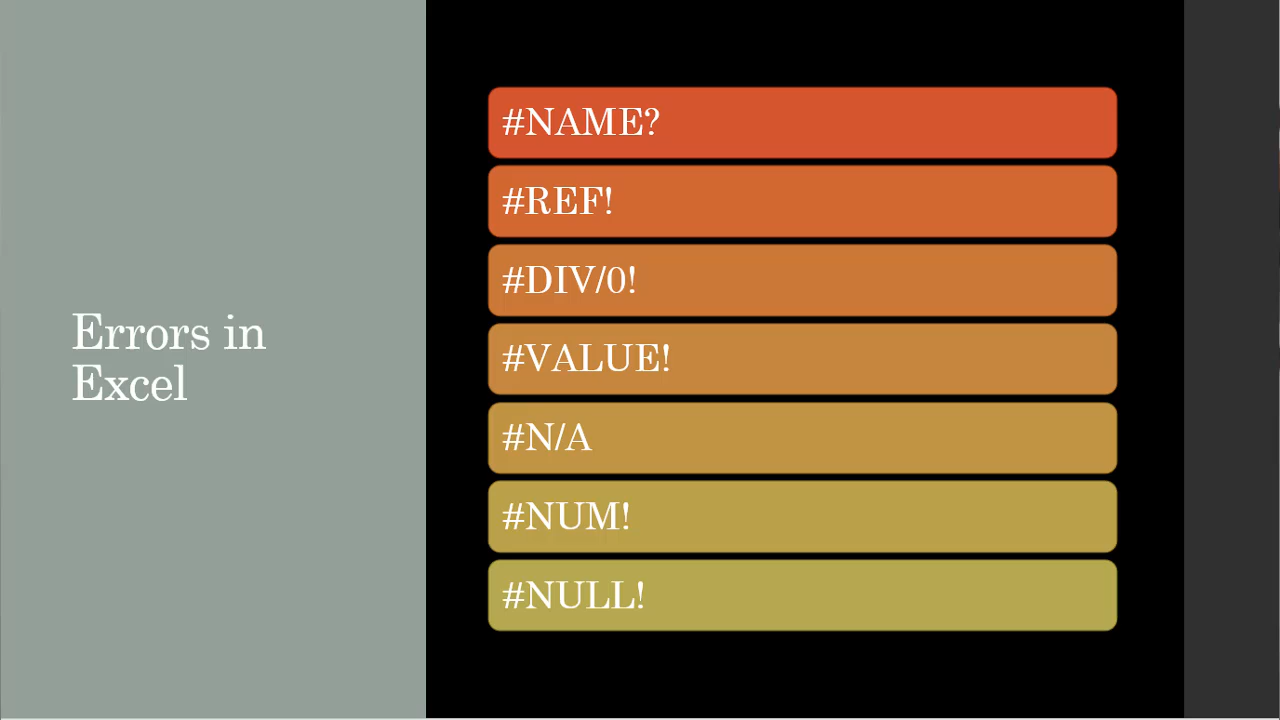 Errors in
Excel
#NAME?
#REF!
#DIV/0!
#VALUE!
#N/A
#NUM!
#NULL!